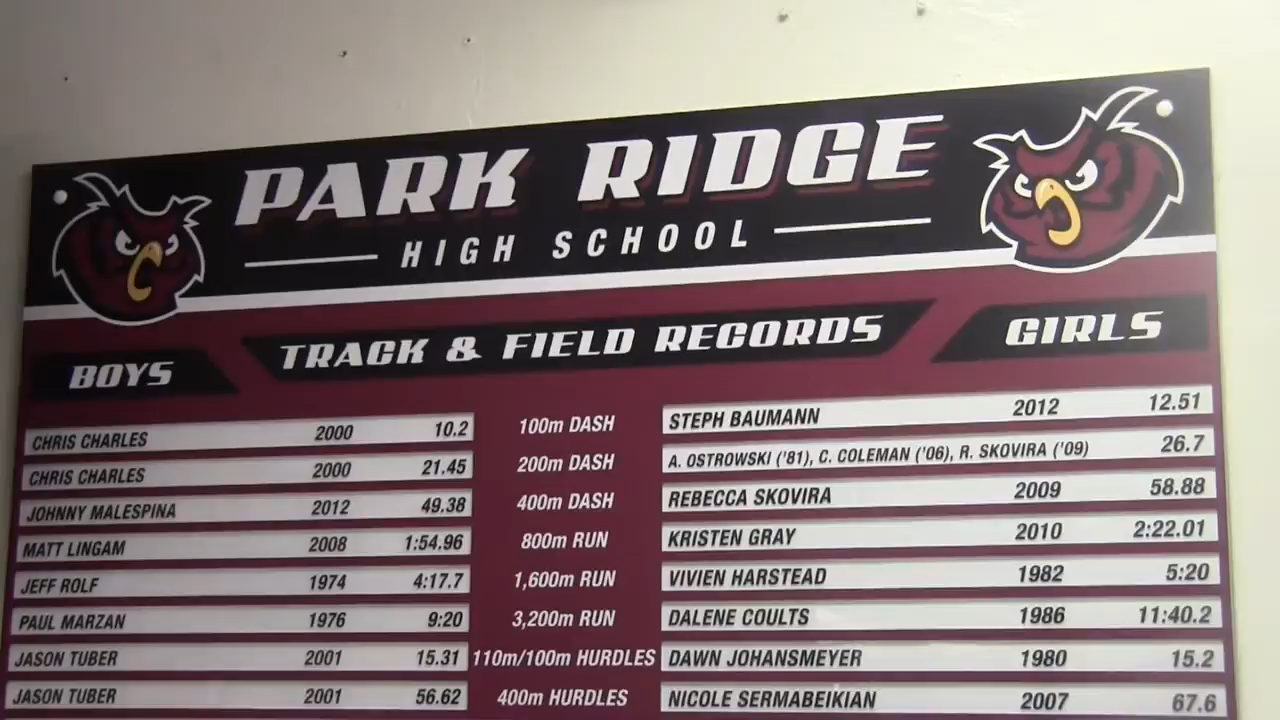 PARK RIDGE
HIGH SCHOOL
BOYS TRACK & FIELD RECORDS GIRLS
CHRIS CHARLES 2000 10.2 100m DASH STEPH BAUMANN 2012 12.51
CHRIS CHARLES 2000 21.45 200m DASH A. OSTROWSKI ('81), C. COLEMAN ('06), R. SKOVIRA ('09) 26.7
JOHNNY MALESPINA 2012 49.38 400m DASH REBECCA SKOVIRA 2009 58.88
MATT LINGAM 2008 1:54.96 800m RUN KRISTEN GRAY 2010 2:22.01
JEFF ROLF 1974 4:17.7 1,600m RUN VIVIEN HARSTEAD 1982 5:20
PAUL MARZAN 1976 9:20 3,200m RUN DALENE COULTS 1986 11:40.2
JASON TUBER 2001 15.31 110m/100m HURDLES DAWN JOHANSMEYER 1980 15.2
JASON TUBER 2001 56.62 400m HURDLES NICOLE SERMABEIKIAN 2007 67.6